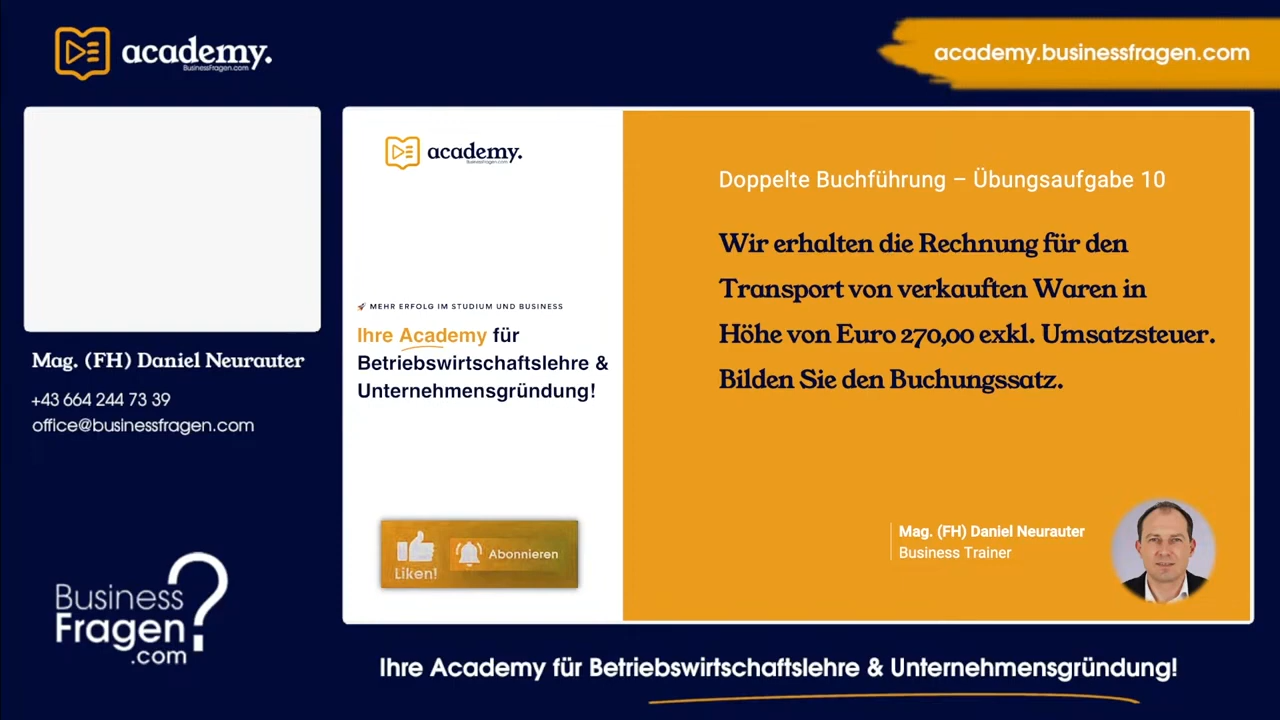 academy.
BusinessFragen.com
academy.businessfragen.com
Mag. (FH) Daniel Neurauter
+43 664 244 73 39
office@businessfragen.com
Business
Fragen?
.com
academy.
BusinessFragen.com
🚀 MEHR ERFOLG IM STUDIUM UND BUSINESS
Ihre Academy für
Betriebswirtschaftslehre &
Unternehmensgründung!
Liken!
Abonnieren
Doppelte Buchführung – Übungsaufgabe 10
Wir erhalten die Rechnung für den
Transport von verkauften Waren in
Höhe von Euro 270,00 exkl. Umsatzsteuer.
Bilden Sie den Buchungssatz.
Mag. (FH) Daniel Neurauter
Business Trainer
Ihre Academy für Betriebswirtschaftslehre & Unternehmensgründung!